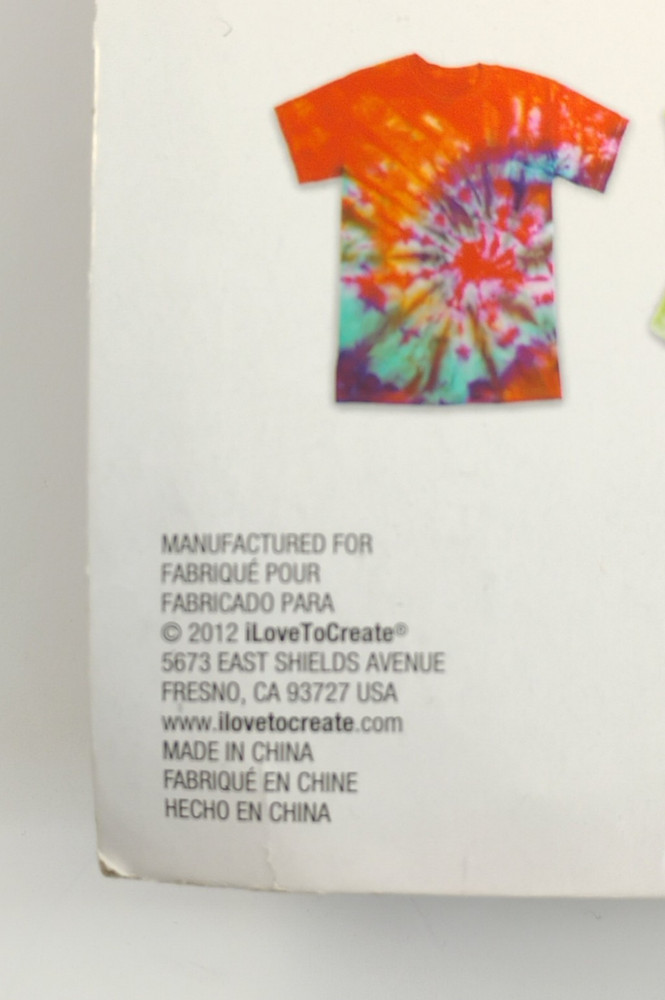 MANUFACTURED FOR
FABRIQUÉ POUR
FABRICADO PARA
© 2012 iLoveToCreate®
5673 EAST SHIELDS AVENUE
FRESNO, CA 93727 USA
www.ilovetocreate.com
MADE IN CHINA
FABRIQUÉ EN CHINE
HECHO EN CHINA